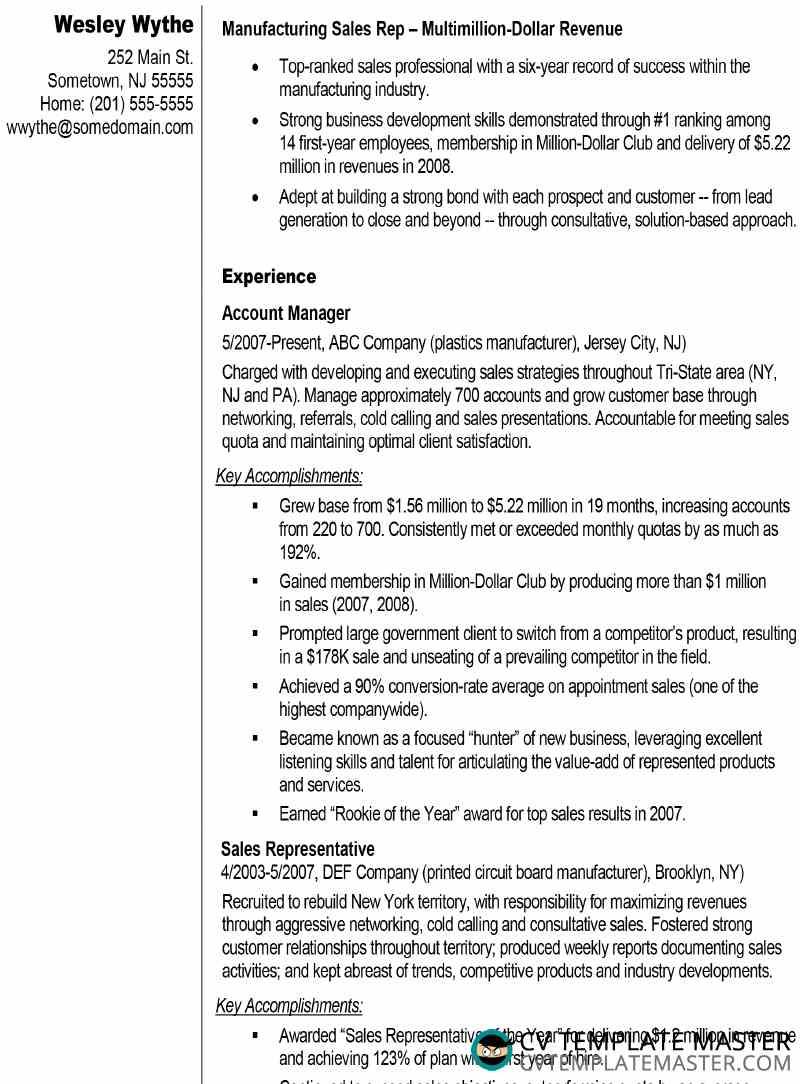 Wesley Wythe
252 Main St.
Sometown, NJ 55555
Home: (201) 555-5555
wwythe@somedomain.com
Manufacturing Sales Rep – Multimillion-Dollar Revenue
• Top-ranked sales professional with a six-year record of success within the
manufacturing industry.
• Strong business development skills demonstrated through #1 ranking among
14 first-year employees, membership in Million-Dollar Club and delivery of $5.22
million in revenues in 2008.
• Adept at building a strong bond with each prospect and customer -- from lead
generation to close and beyond -- through consultative, solution-based approach.
Experience
Account Manager
5/2007-Present, ABC Company (plastics manufacturer), Jersey City, NJ)
Charged with developing and executing sales strategies throughout Tri-State area (NY,
NJ and PA). Manage approximately 700 accounts and grow customer base through
networking, referrals, cold calling and sales presentations. Accountable for meeting sales
quota and maintaining optimal client satisfaction.
Key Accomplishments:
▪ Grew base from $1.56 million to $5.22 million in 19 months, increasing accounts
from 220 to 700. Consistently met or exceeded monthly quotas by as much as
192%.
▪ Gained membership in Million-Dollar Club by producing more than $1 million
in sales (2007, 2008).
▪ Prompted large government client to switch from a competitor's product, resulting
in a $178K sale and unseating of a prevailing competitor in the field.
▪ Achieved a 90% conversion-rate average on appointment sales (one of the
highest companywide).
▪ Became known as a focused “hunter” of new business, leveraging excellent
listening skills and talent for articulating the value-add of represented products
and services.
▪ Earned “Rookie of the Year” award for top sales results in 2007.
Sales Representative
4/2003-5/2007, DEF Company (printed circuit board manufacturer), Brooklyn, NY)
Recruited to rebuild New York territory, with responsibility for maximizing revenues
through aggressive networking, cold calling and consultative sales. Fostered strong
customer relationships throughout territory; produced weekly reports documenting sales
activities; and kept abreast of trends, competitive products and industry developments.
Key Accomplishments:
▪ Awarded “Sales Representative of the Year” for delivering $1.2 million in revenue
and achieving 123% of plan first year of hire.
CV TEMPLATE MASTER
CVTEMPLATEMASTER.COM